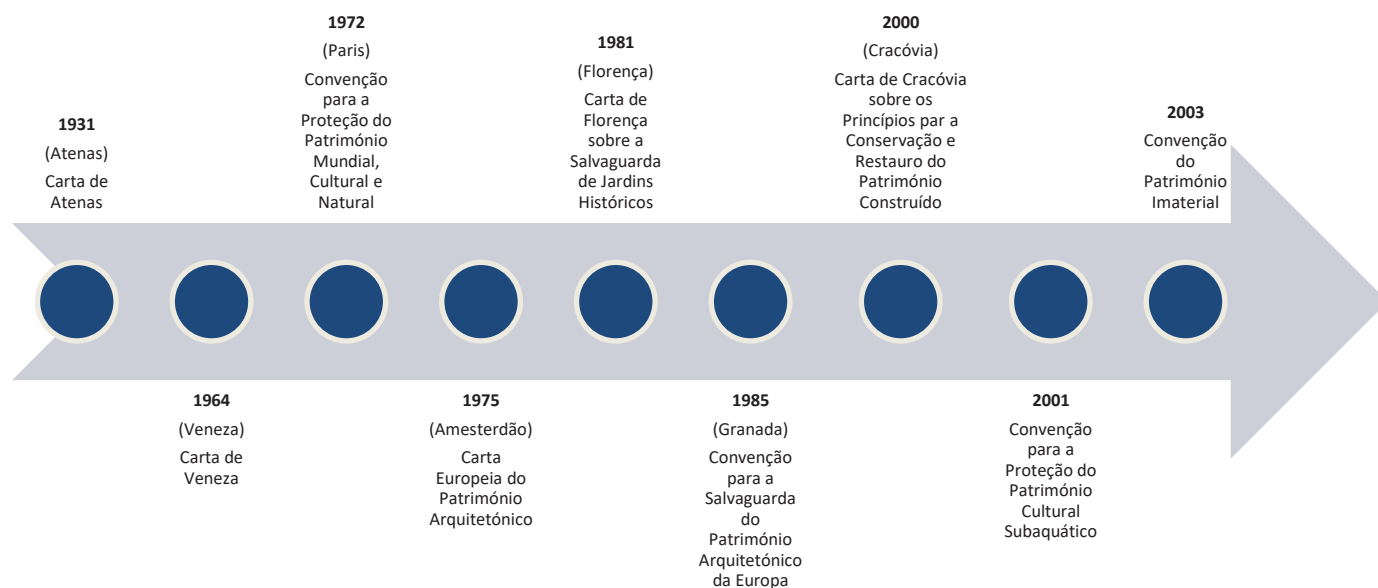 1931
(Atenas)
Carta de
Atenas
1964
(Veneza)
Carta de
Veneza
1972
(Paris)
Convenção
para a
Proteção do
Património
Mundial,
Cultural e
Natural
1975
(Amesterdão)
Carta
Europeia do
Património
Arquitetónico
1981
(Florença)
Carta de
Florença
sobre a
Salvaguarda
de Jardins
Históricos
1985
(Granada)
Convenção
para a
Salvaguarda
do
Património
Arquitetónico
da Europa
2000
(Cracóvia)
Carta de Cracóvia
sobre os
Princípios par a
Conservação e
Restauro do
Património
Construído
2001
Convenção
para a
Proteção do
Património
Cultural
Subaquático
2003
Convenção
do
Património
Imaterial